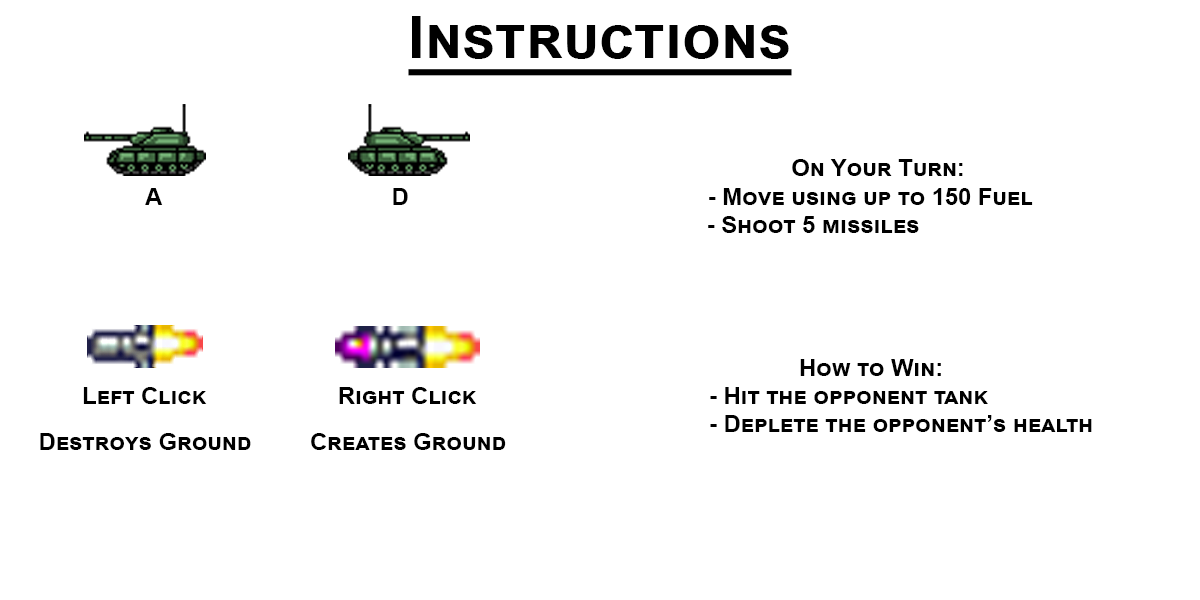 Instructions
A
D
On Your Turn:
- Move using up to 150 Fuel
- Shoot 5 missiles
Left Click
Right Click
Destroys Ground
Creates Ground
How to Win:
- Hit the opponent tank
- Deplete the opponent’s health